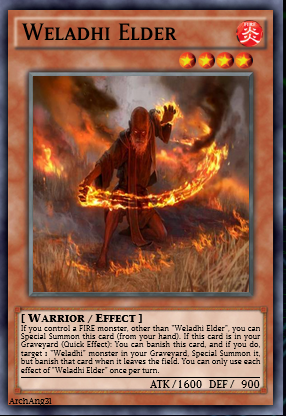 Weladhi Elder
FIRE
炎
[ Warrior / Effect ]
If you control a FIRE monster, other than "Weladhi Elder", you can
Special Summon this card (from your hand). If this card is in your
Graveyard (Quick Effect): You can banish this card, and if you do,
target 1 "Weladhi" monster in your Graveyard, Special Summon it,
but banish that card when it leaves the field. You can only use each
effect of "Weladhi Elder" once per turn.
ATK / 1600 DEF / 900
ArchAng31